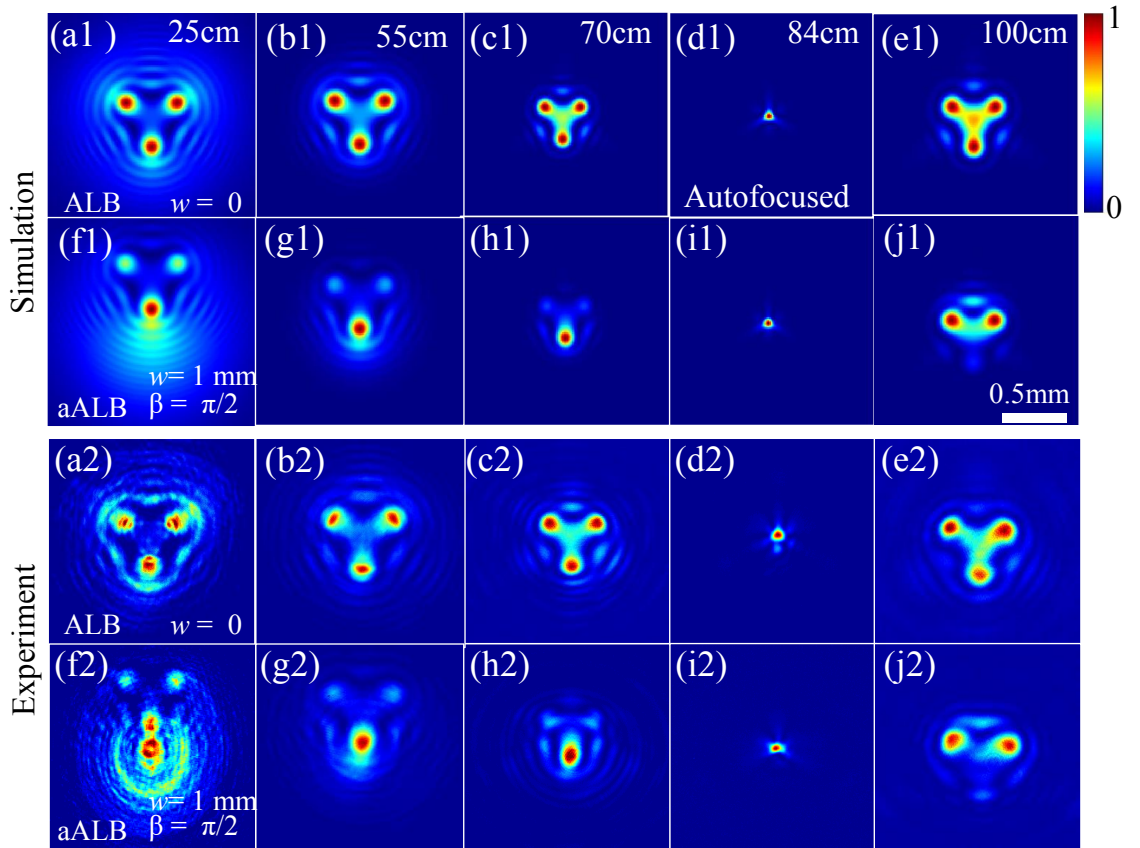 (a1 ) 25cm (b1) 55cm (c1) 70cm (d1) 84cm (e1) 100cm 1
ALB w = 0 Autofocused 0
(f1) (g1) (h1) (i1) (j1)
Simulation
w= 1 mm 0.5mm
aALB β = π/2
(a2) (b2) (c2) (d2) (e2)
ALB w = 0
Experiment
(f2) (g2) (h2) (i2) (j2)
w= 1 mm
aALB β = π/2